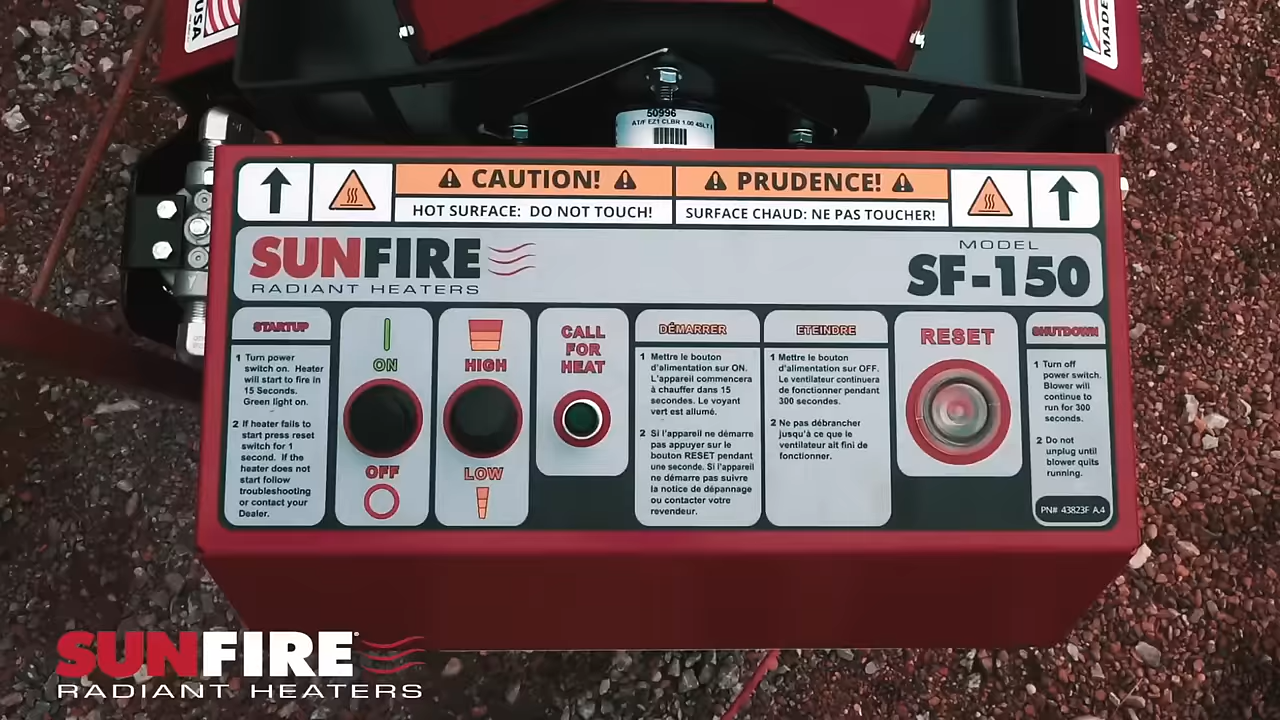 USA
MADE
50996
AT/F EZ1 CLBR 1.00 4SLT
CAUTION!
PRUDENCE!
HOT SURFACE: DO NOT TOUCH!
SURFACE CHAUD: NE PAS TOUCHER!
SUNFIRE
RADIANT HEATERS
MODEL
SF-150
STARTUP
1 Turn power
switch on. Heater
will start to fire in
15 Seconds.
Green light on.
2 If heater fails to
start press reset
switch for 1
second. If the
heater does not
start follow
troubleshooting
or contact your
Dealer.
ON
OFF
HIGH
LOW
CALL
FOR
HEAT
DÉMARRER
1 Mettre le bouton
d'alimentation sur ON.
L'appareil commencera
à chauffer dans 15
secondes. Le voyant
vert est allumé.
2 Si l'appareil ne démarre
pas appuyer sur le
bouton RESET pendant
une seconde. Si l'appareil
ne démarre pas suivre
la notice de dépannage
ou contacter votre
revendeur.
ETEINDRE
1 Mettre le bouton
d'alimentation sur OFF.
Le ventilateur continuera
de fonctionner pendant
300 secondes.
2 Ne pas débrancher
jusqu'à ce que le
ventilateur ait fini de
fonctionner.
RESET
SHUTDOWN
1 Turn off
power switch.
Blower will
continue to
run for 300
seconds.
2 Do not
unplug until
blower quits
running.
PN# 43823F A.4
SUNFIRE
RADIANT HEATERS